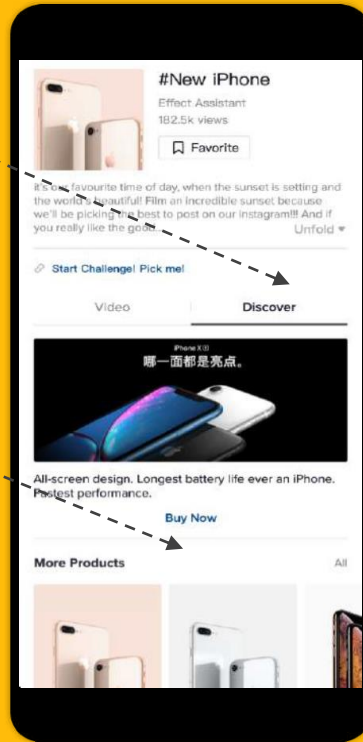 #New iPhone
Effect Assistant
182.5k views
Favorite
it's our favourite time of day, when the sunset is setting and
the world's beautiful! Film an incredible sunset because
we'll be picking the best to post on our instagram!!! And if
you really like the good... Unfold
Start Challenge! Pick me!
Video Discover
iPhone XR
哪一面都是亮点。
All-screen design. Longest battery life ever an iPhone.
Fastest performance.
Buy Now
More Products All